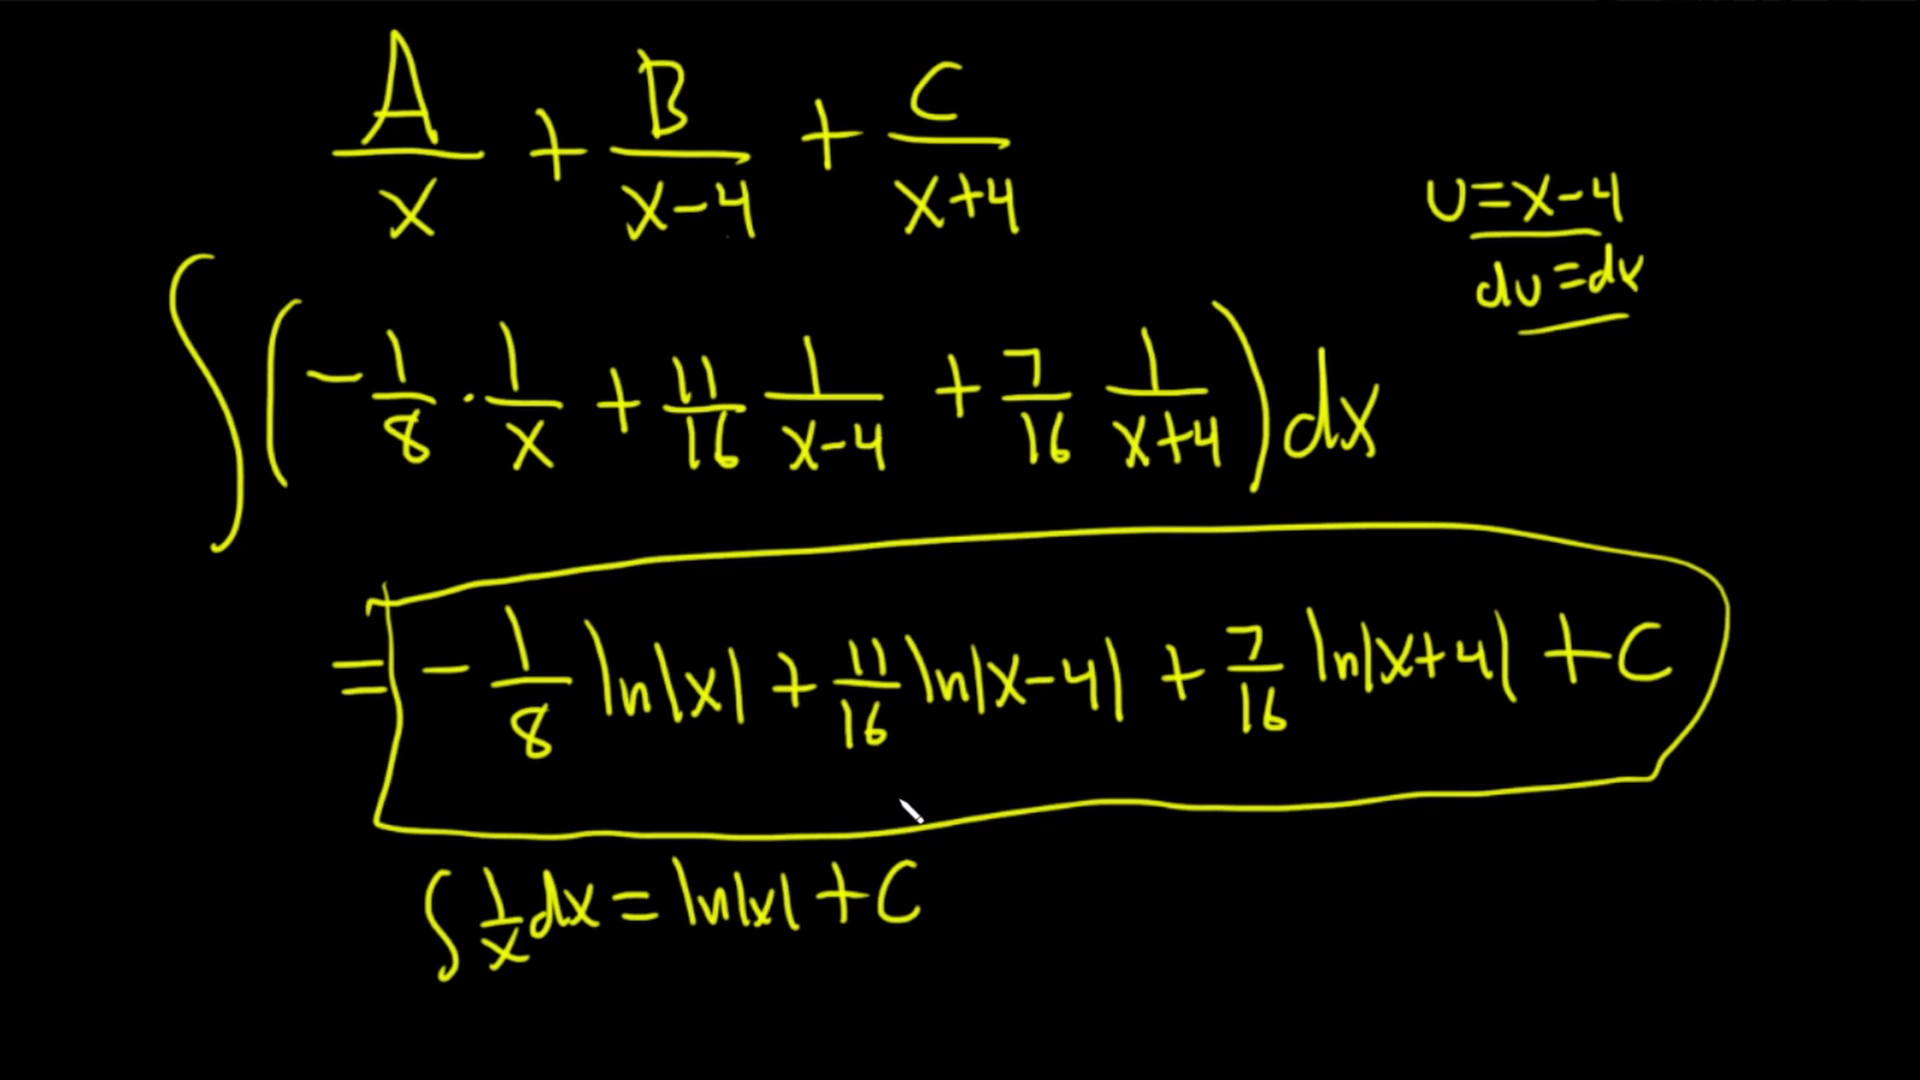 A/x + B/x-4 + C/x+4
u=x-4
du=dx
∫(-1/8 · 1/x + 11/16 1/x-4 + 7/16 1/x+4)dx
= -1/8 ln|x| + 11/16 ln|x-4| + 7/16 ln|x+4| + C
∫1/x dx = ln|x| + C